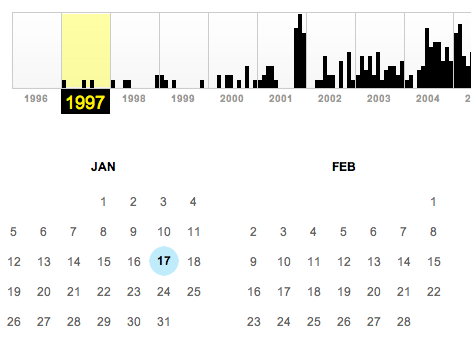 1996 1997 1998 1999 2000 2001 2002 2003 2004 2
JAN FEB
1 2 3 4 1
5 6 7 8 9 10 11 2 3 4 5 6 7 8
12 13 14 15 16 17 18 9 10 11 12 13 14 15
19 20 21 22 23 24 25 16 17 18 19 20 21 22
26 27 28 29 30 31 23 24 25 26 27 28